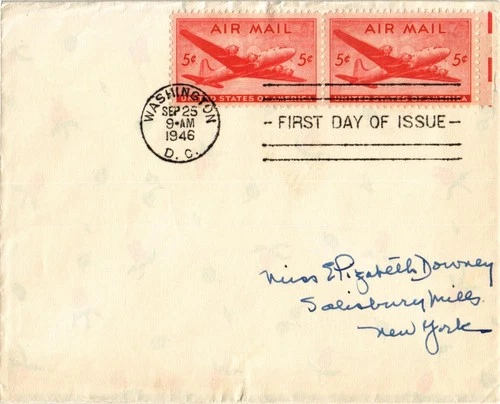 AIR MAIL
5¢ 5¢
UNITED STATES OF AMERICA
AIR MAIL
5¢ 5¢
UNITED STATES OF AMERICA
WASHINGTON
SEP 25
9-AM
1946
D. C.
- FIRST DAY OF ISSUE -
Miss Elizabeth Downey
Salisbury Mills.
New York